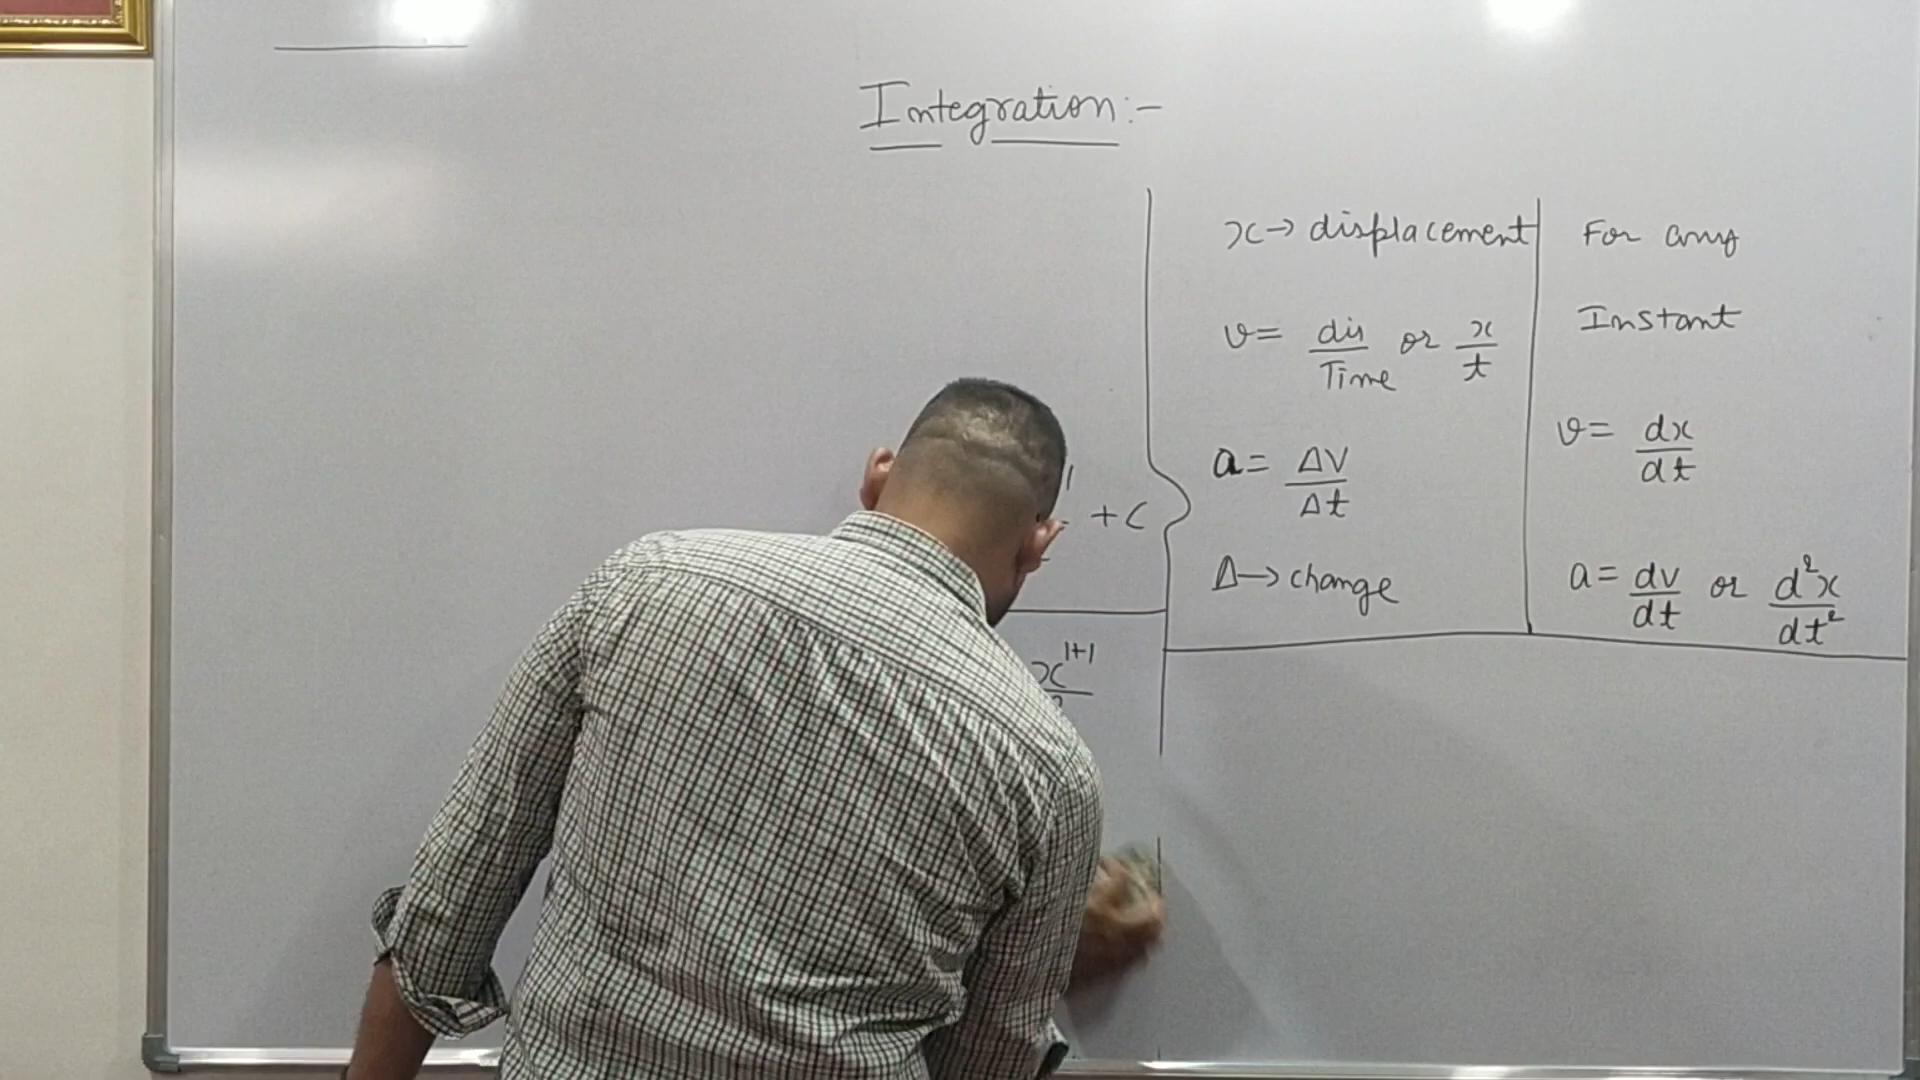 Integration:-
x→ displacement
v= dis/Time or x/t
a= ΔV/Δt
Δ→change
For any
Instant
v= dx/dt
a= dv/dt or d²x/dt²
+c
x^1+1